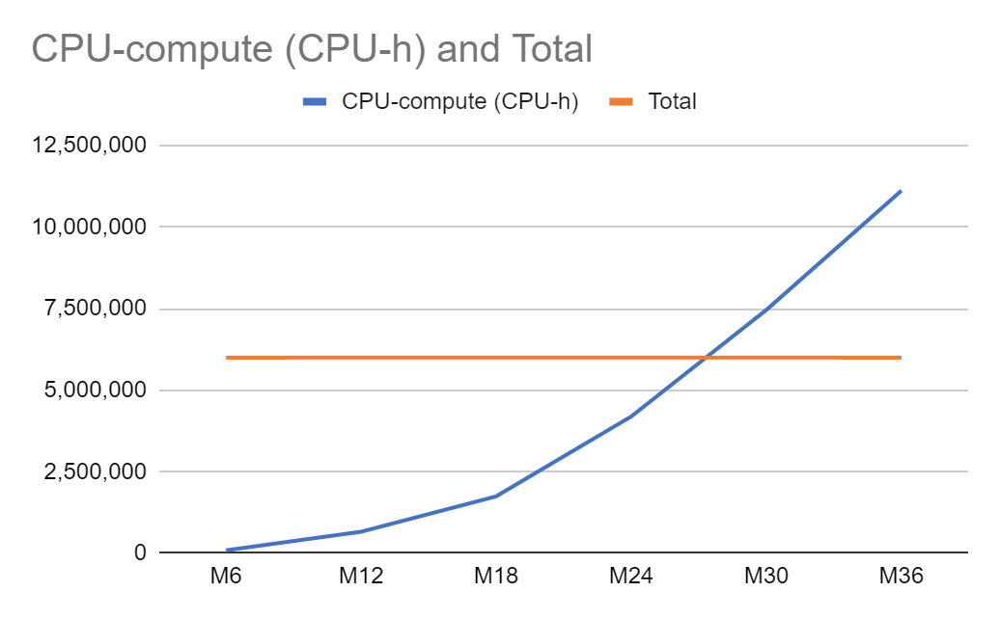 CPU-compute (CPU-h) and Total
CPU-compute (CPU-h) Total
12,500,000
10,000,000
7,500,000
5,000,000
2,500,000
0
M6 M12 M18 M24 M30 M36